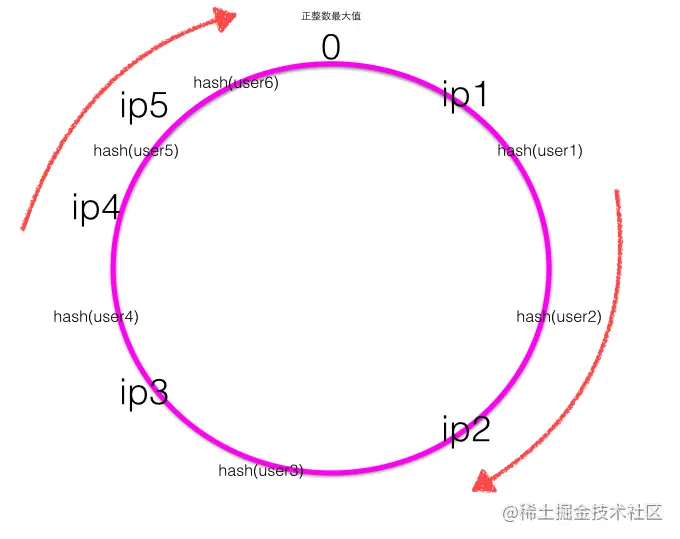 正整数最大值
0
hash(user6)
ip1
ip5
hash(user5)
hash(user1)
ip4
hash(user4)
hash(user2)
ip3
ip2
hash(user3)
@稀土掘金技术社区